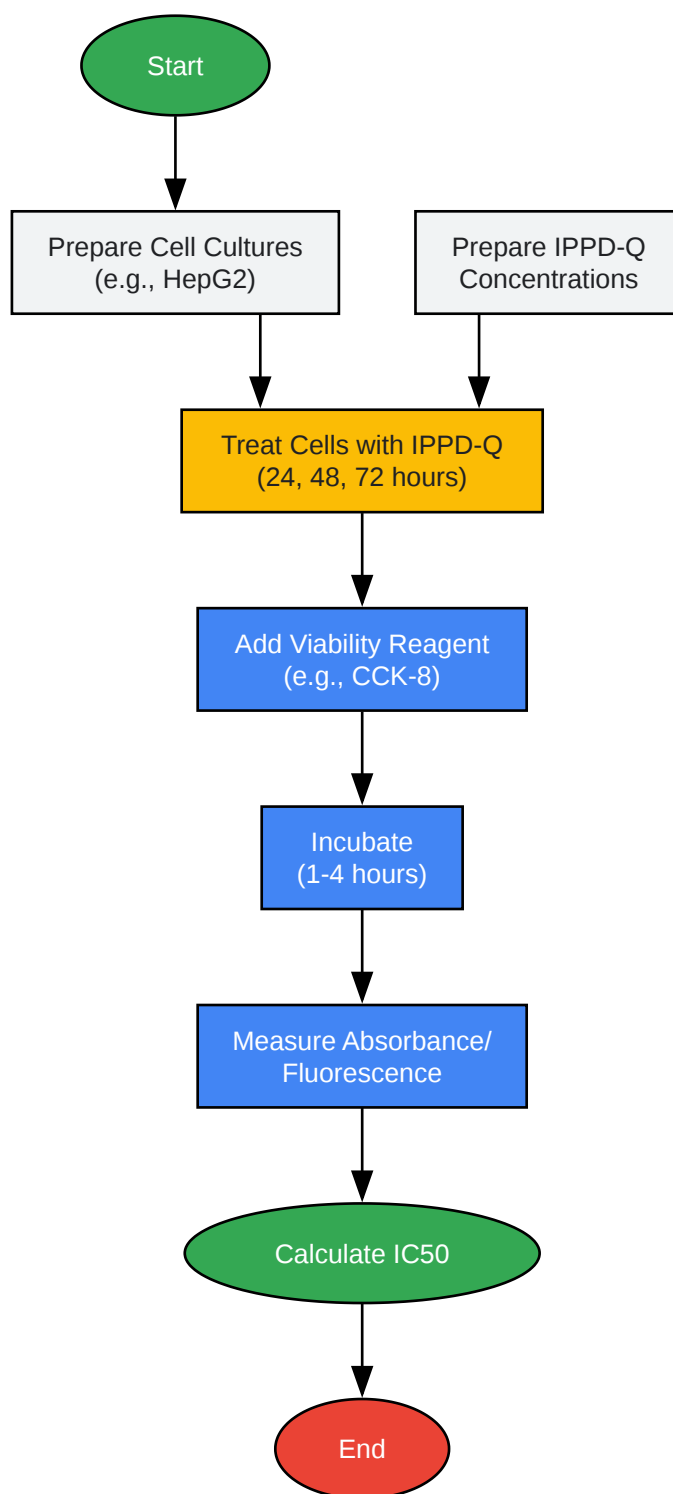 Start
Prepare Cell Cultures
(e.g., HepG2)
Prepare IPPD-Q
Concentrations
Treat Cells with IPPD-Q
(24, 48, 72 hours)
Add Viability Reagent
(e.g., CCK-8)
Incubate
(1-4 hours)
Measure Absorbance/
Fluorescence
Calculate IC50
End